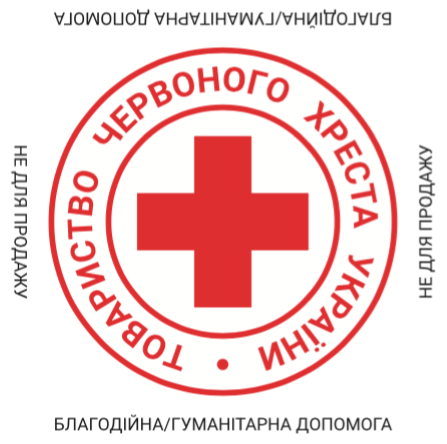 БЛАГОДІЙНА/ГУМАНІТАРНА ДОПОМОГА
НЕ ДЛЯ ПРОДАЖУ
ТОВАРИСТВО ЧЕРВОНОГО ХРЕСТА УКРАЇНИ •
НЕ ДЛЯ ПРОДАЖУ
БЛАГОДІЙНА/ГУМАНІТАРНА ДОПОМОГА